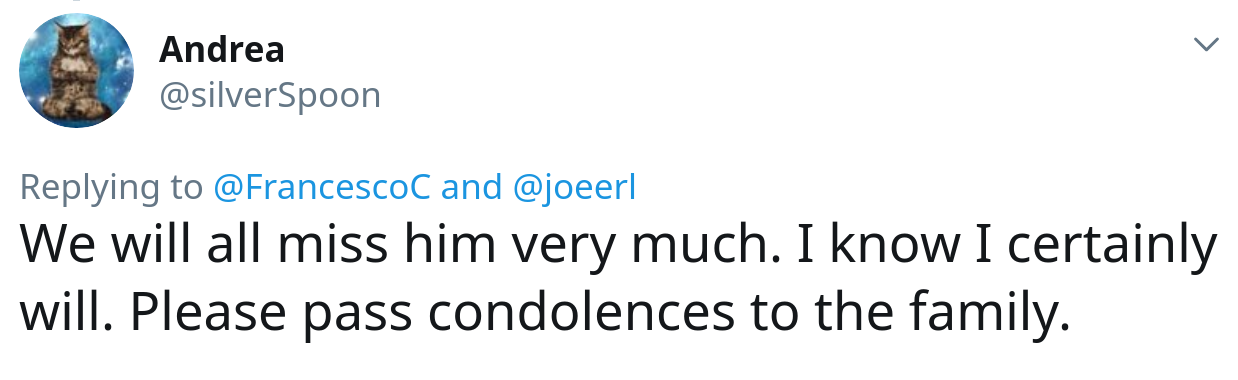 Andrea
@silverSpoon
Replying to @FrancescoC and @joeerl
We will all miss him very much. I know I certainly
will. Please pass condolences to the family.